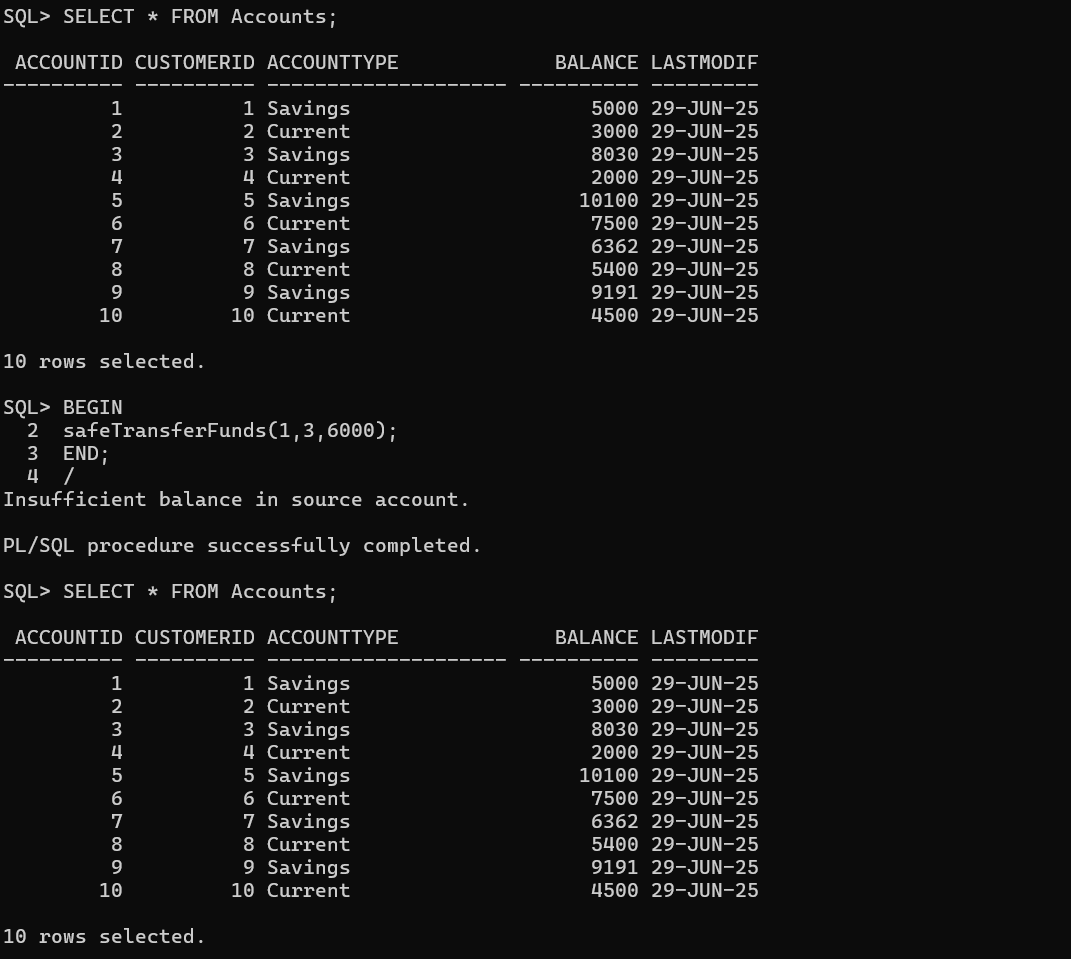 SQL> SELECT * FROM Accounts;
 ACCOUNTID CUSTOMERID ACCOUNTTYPE             BALANCE LASTMODIF
---------- ---------- -------------------- ---------- ---------
         1          1 Savings                    5000 29-JUN-25
         2          2 Current                    3000 29-JUN-25
         3          3 Savings                    8030 29-JUN-25
         4          4 Current                    2000 29-JUN-25
         5          5 Savings                   10100 29-JUN-25
         6          6 Current                    7500 29-JUN-25
         7          7 Savings                    6362 29-JUN-25
         8          8 Current                    5400 29-JUN-25
         9          9 Savings                    9191 29-JUN-25
        10         10 Current                    4500 29-JUN-25
10 rows selected.
SQL> BEGIN
  2  safeTransferFunds(1,3,6000);
  3  END;
  4  /
Insufficient balance in source account.
PL/SQL procedure successfully completed.
SQL> SELECT * FROM Accounts;
 ACCOUNTID CUSTOMERID ACCOUNTTYPE             BALANCE LASTMODIF
---------- ---------- -------------------- ---------- ---------
         1          1 Savings                    5000 29-JUN-25
         2          2 Current                    3000 29-JUN-25
         3          3 Savings                    8030 29-JUN-25
         4          4 Current                    2000 29-JUN-25
         5          5 Savings                   10100 29-JUN-25
         6          6 Current                    7500 29-JUN-25
         7          7 Savings                    6362 29-JUN-25
         8          8 Current                    5400 29-JUN-25
         9          9 Savings                    9191 29-JUN-25
        10         10 Current                    4500 29-JUN-25
10 rows selected.